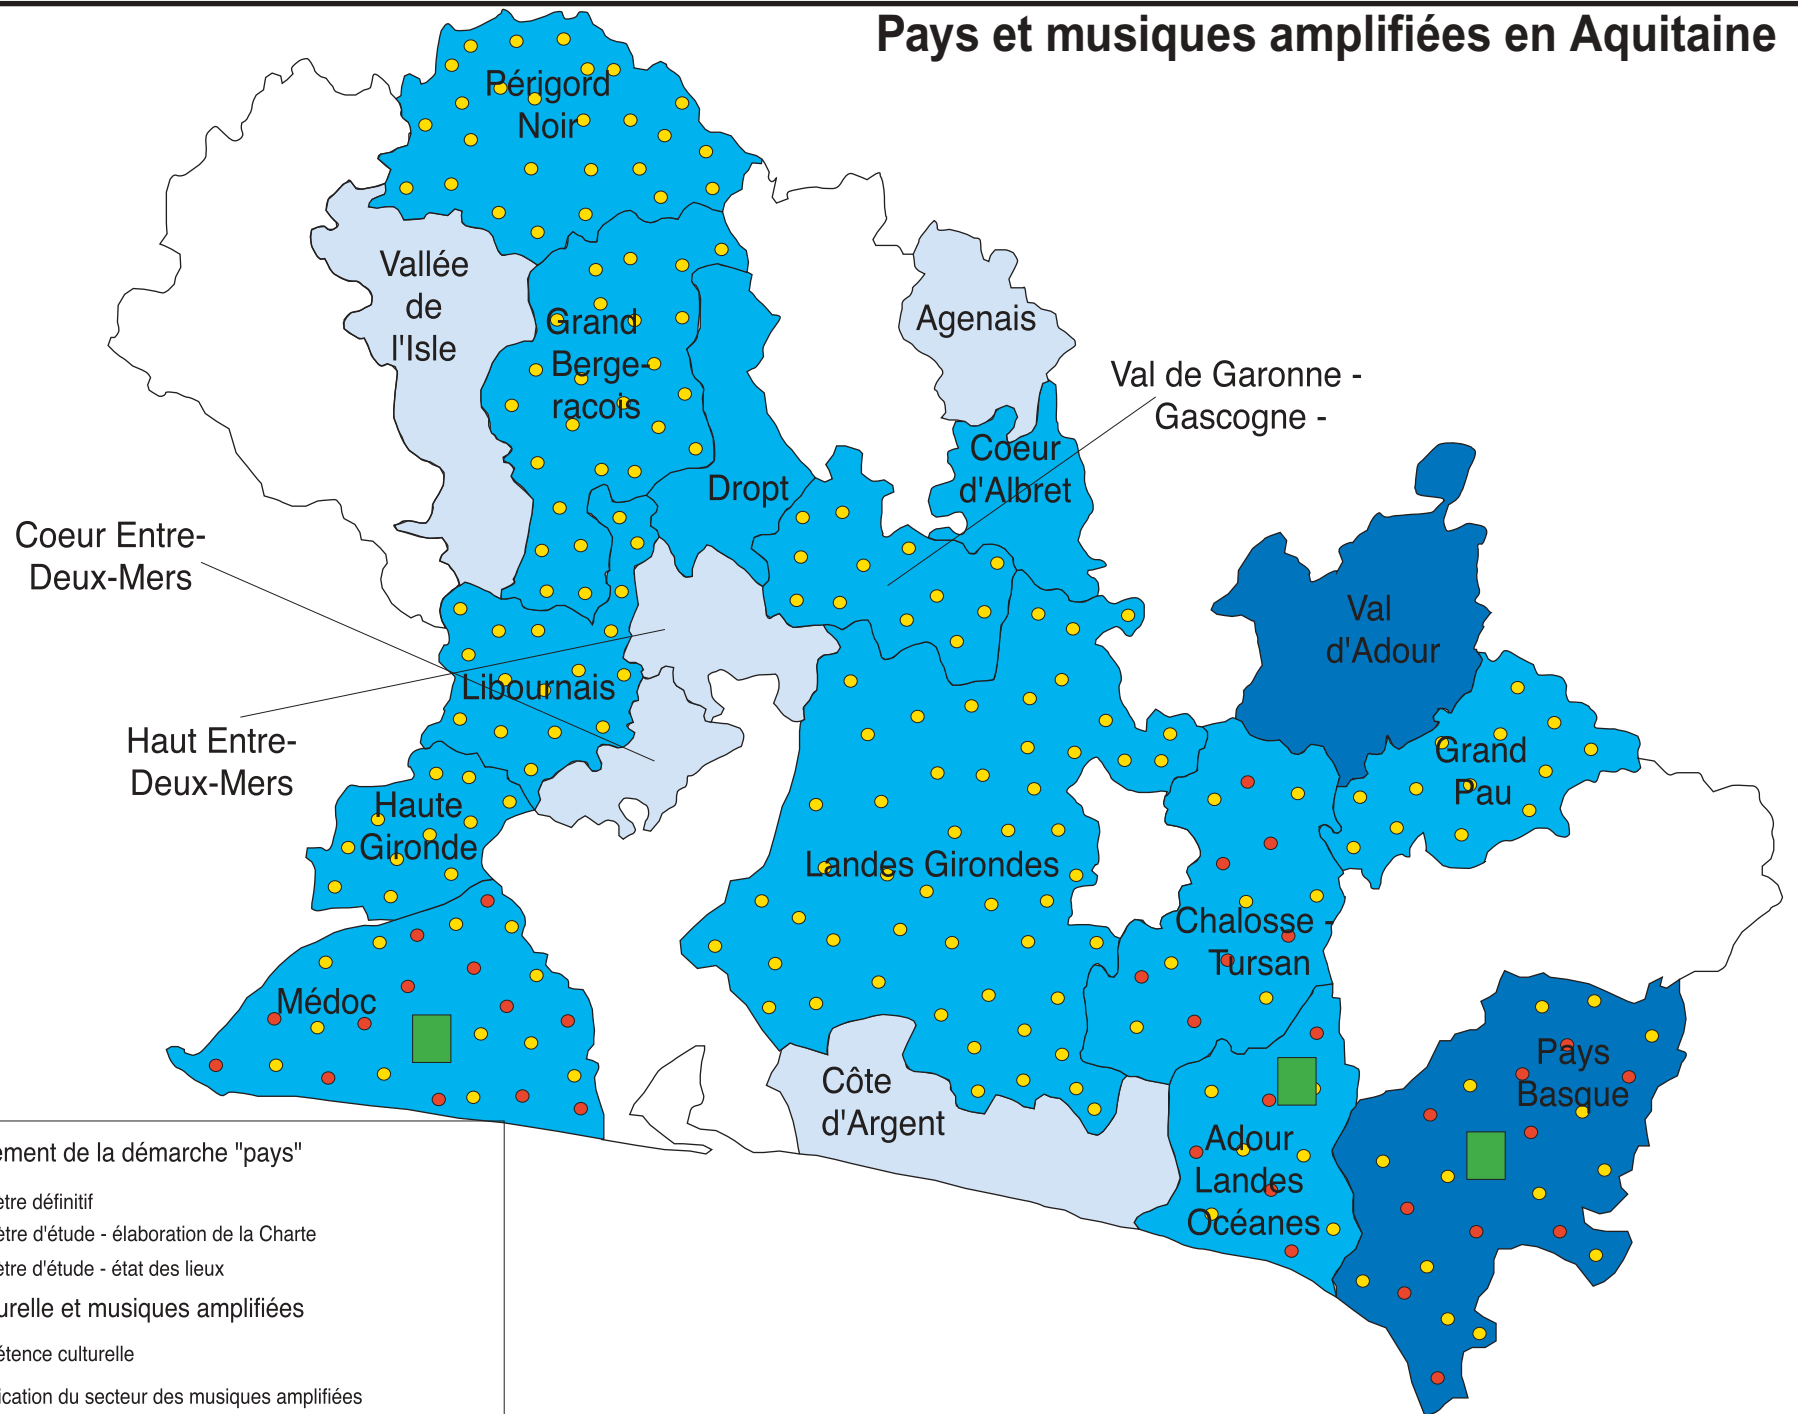 Pays et musiques amplifiées en Aquitaine
Périgord
Noir
Vallée
de
l'Isle
Grand
Berge-
racois
Agenais
Val de Garonne -
Gascogne -
Coeur
d'Albret
Dropt
Coeur Entre-
Deux-Mers
Val
d'Adour
Libournais
Haut Entre-
Deux-Mers
Grand
Pau
Haute
Gironde
Landes Girondes
Chalosse -
Tursan
Médoc
Pays
Basque
Côte
d'Argent
Adour
Landes
Océanes
ement de la démarche "pays"
ètre définitif
ètre d'étude - élaboration de la Charte
ètre d'étude - état des lieux
urelle et musiques amplifiées
étence culturelle
ication du secteur des musiques amplifiées